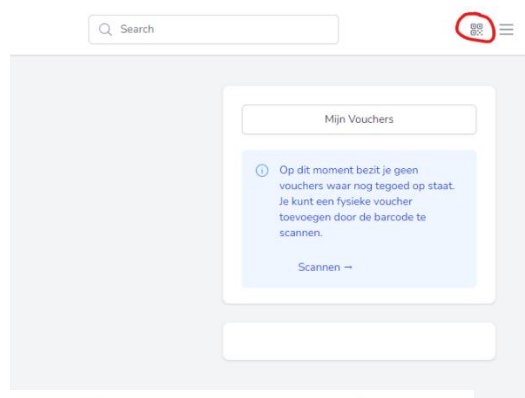 Search
Mijn Vouchers
Op dit moment bezit je geen
vouchers waar nog tegoed op staat.
Je kunt een fysieke voucher
toevoegen door de barcode te
scannen.
Scannen →